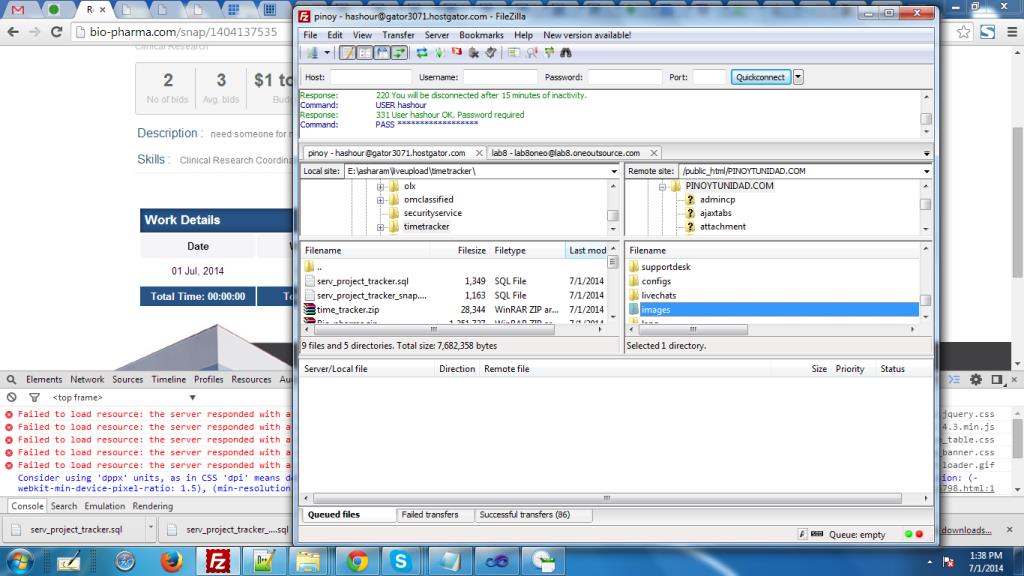 pinoy - hashour@gator3071.hostgator.com - FileZilla
File Edit View Transfer Server Bookmarks Help New version available!
Host: Username: Password: Port: Quickconnect
Response: 220 You will be disconnected after 15 minutes of inactivity.
Command: USER hashour
Response: 331 User hashour OK. Password required
Command: PASS ******************
pinoy - hashour@gator3071.hostgator.com lab8 - lab8oneo@lab8.oneoutsource.com
Local site: E:\asharam\liveupload\timetracker\
olx
omclassified
securityservice
timetracker
Remote site: /public_html/PINOYTUNIDAD.COM
PINOYTUNIDAD.COM
admincp
ajaxtabs
attachment
Filename Filesize Filetype Last mod
..
serv_project_tracker.sql 1,349 SQL File 7/1/2014
serv_project_tracker_snap.... 1,163 SQL File 7/1/2014
time_tracker.zip 28,344 WinRAR ZIP ar... 7/1/2014
9 files and 5 directories. Total size: 7,682,358 bytes
Filename
supportdesk
configs
livechats
images
Selected 1 directory.
Server/Local file Direction Remote file Size Priority Status
Queued files Failed transfers Successful transfers (86)
Queue: empty
bio-pharma.com/snap/1404137535
Clinical Research
2 3 $1 to
No of bids Avg. bids Bud
Description : need someone for r
Skills : Clinical Research Coordina
Work Details
Date
01 Jul, 2014
Total Time: 00:00:00 To
Elements Network Sources Timeline Profiles Resources Au
<top frame>
Failed to load resource: the server responded with a jquery.css
Failed to load resource: the server responded with a 4.3.min.js
Failed to load resource: the server responded with a _table.css
Failed to load resource: the server responded with a _banner.css
Failed to load resource: the server responded with a loader.gif
Consider using 'dppx' units, as in CSS 'dpi' means d sion: (-
webkit-min-device-pixel-ratio: 1.5), (min-resolution 5798.html:1
Console Search Emulation Rendering
serv_project_tracker.sql serv_project_tracker_....sql downloads...
1:38 PM
7/1/2014